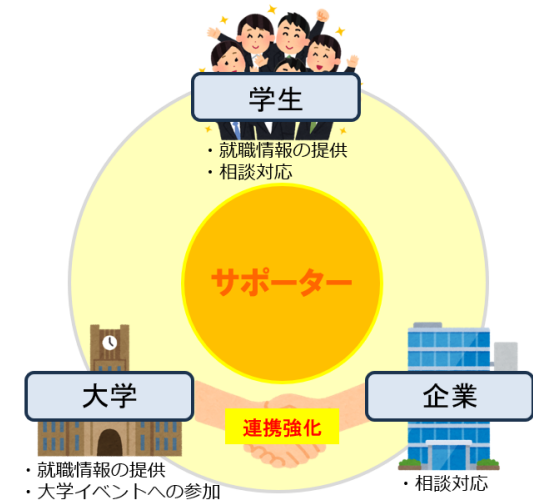 学生
・就職情報の提供
・相談対応
サポーター
大学
企業
連携強化
・就職情報の提供
・大学イベントへの参加
・相談対応